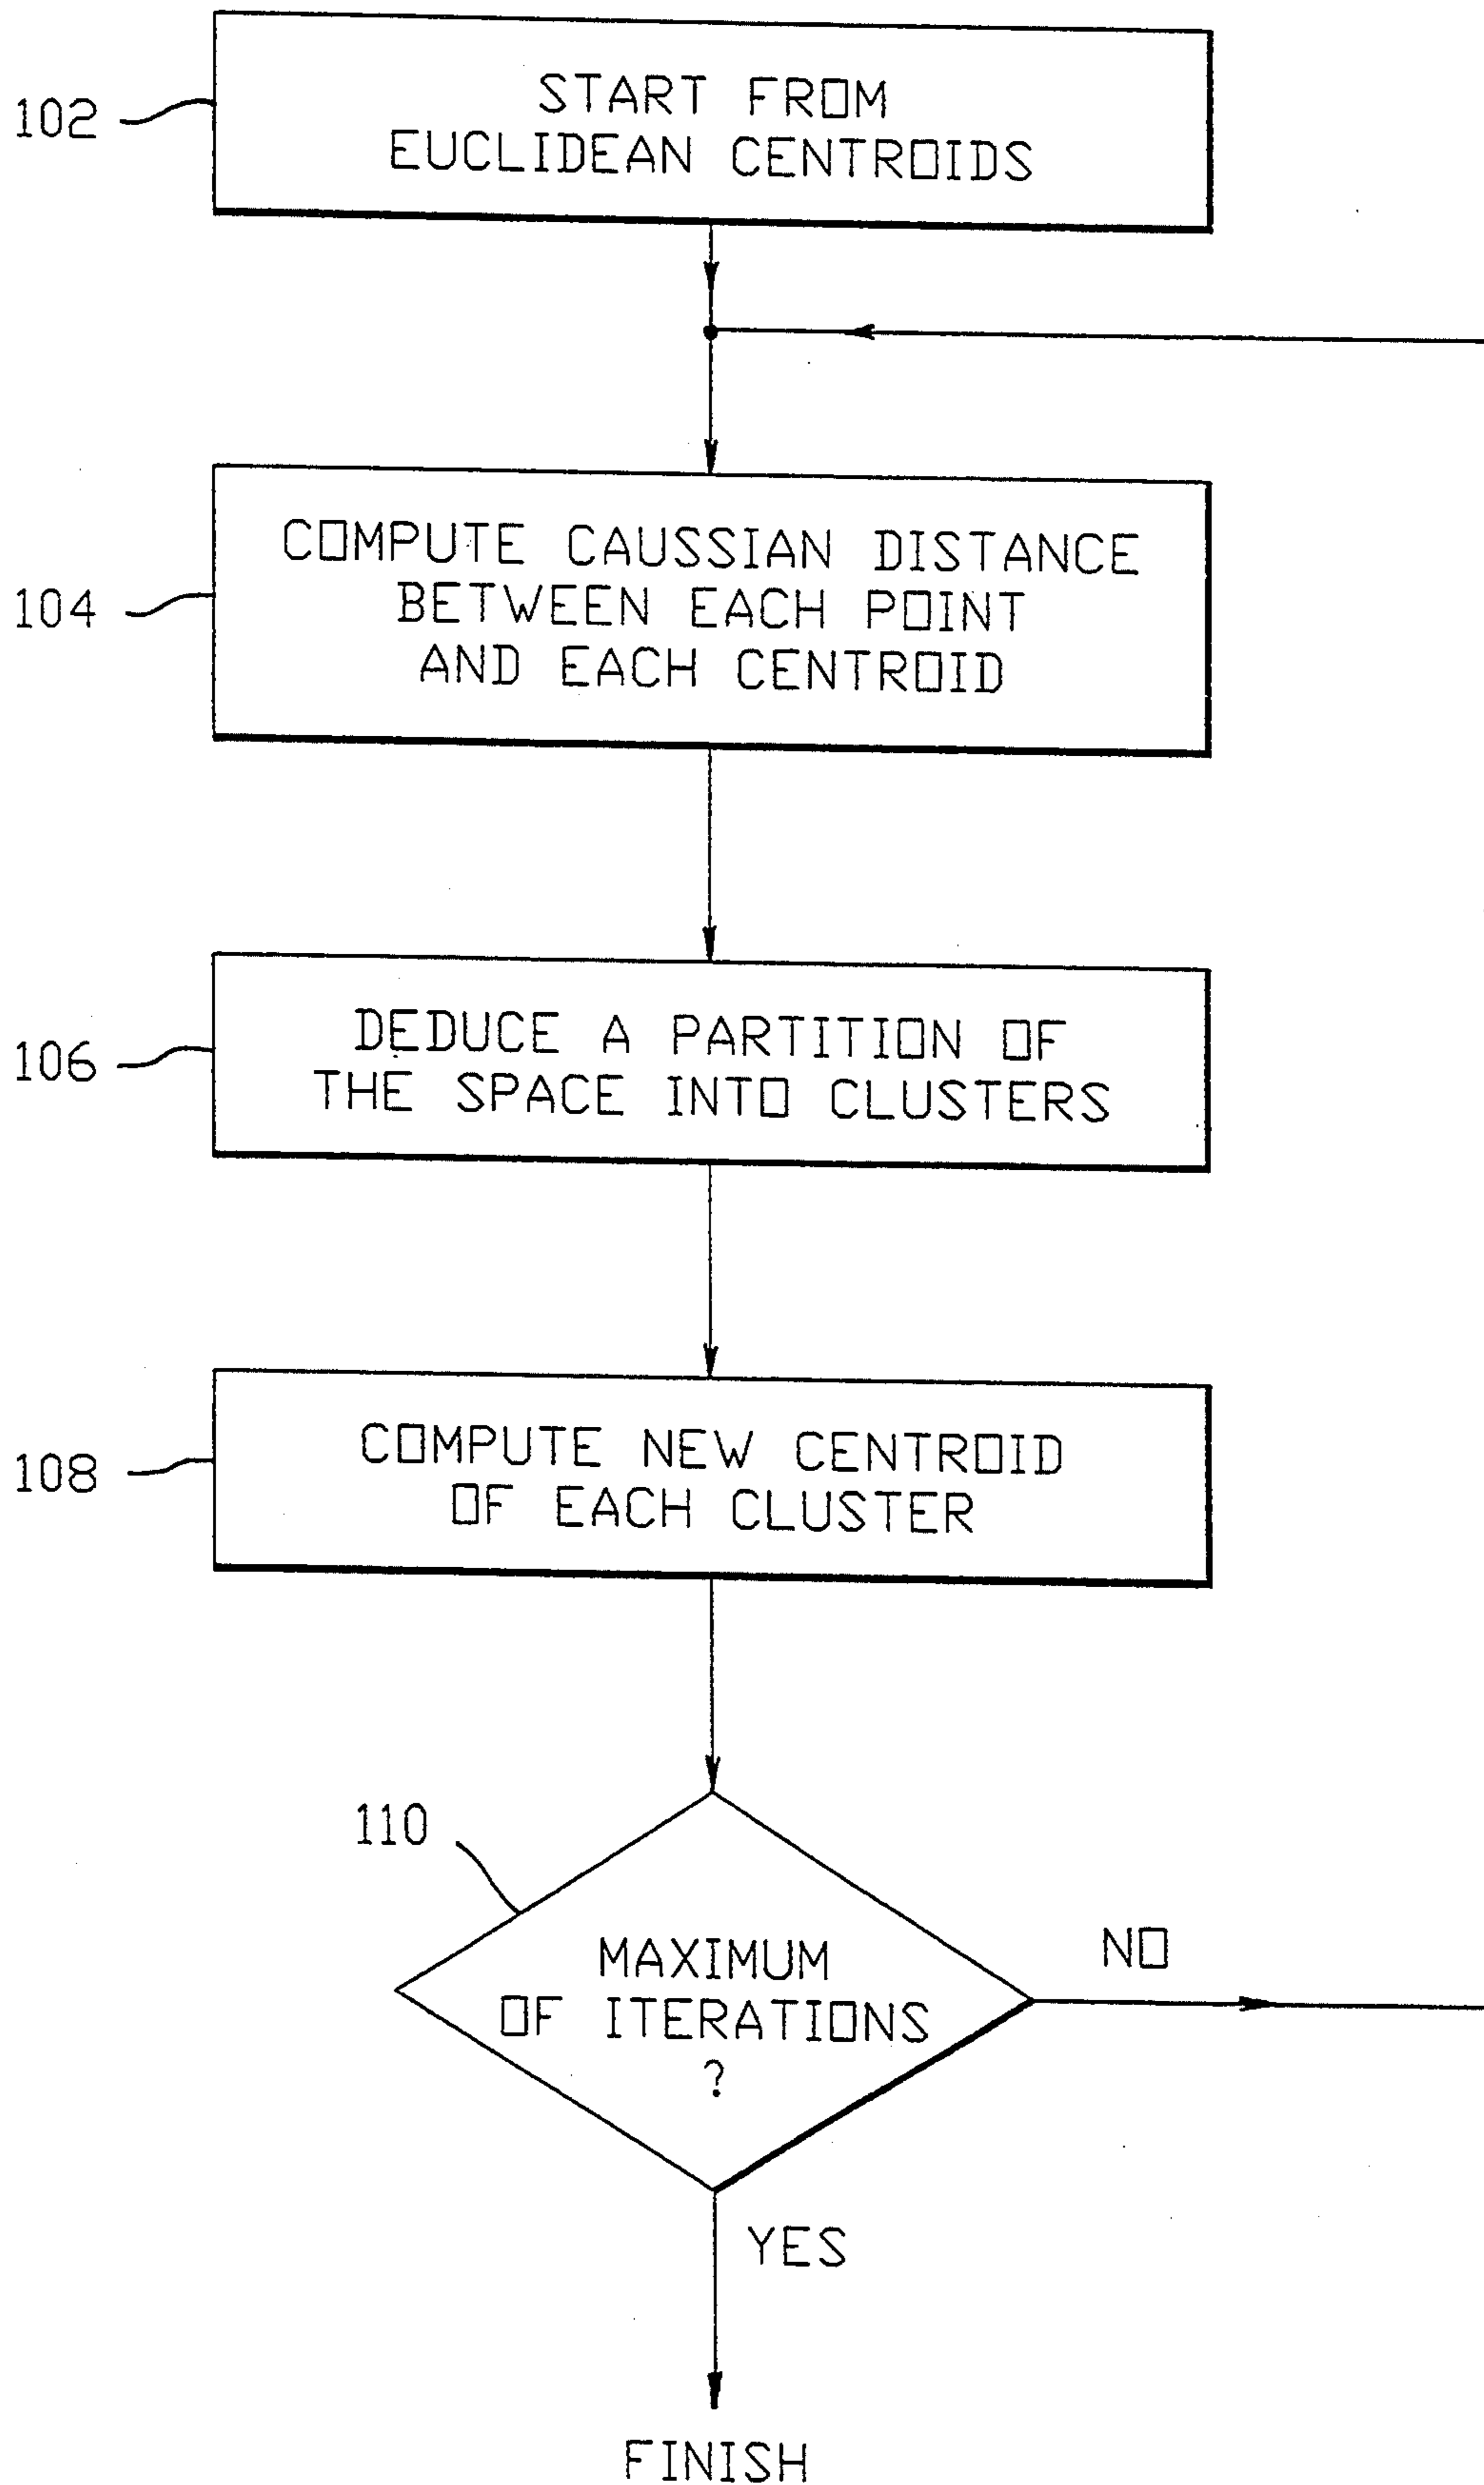 102
START FROM
EUCLIDEAN CENTROIDS
104
COMPUTE CAUSSIAN DISTANCE
BETWEEN EACH POINT
AND EACH CENTROID
106
DEDUCE A PARTITION OF
THE SPACE INTO CLUSTERS
108
COMPUTE NEW CENTROID
OF EACH CLUSTER
110
MAXIMUM
OF ITERATIONS
?
NO
YES
FINISH